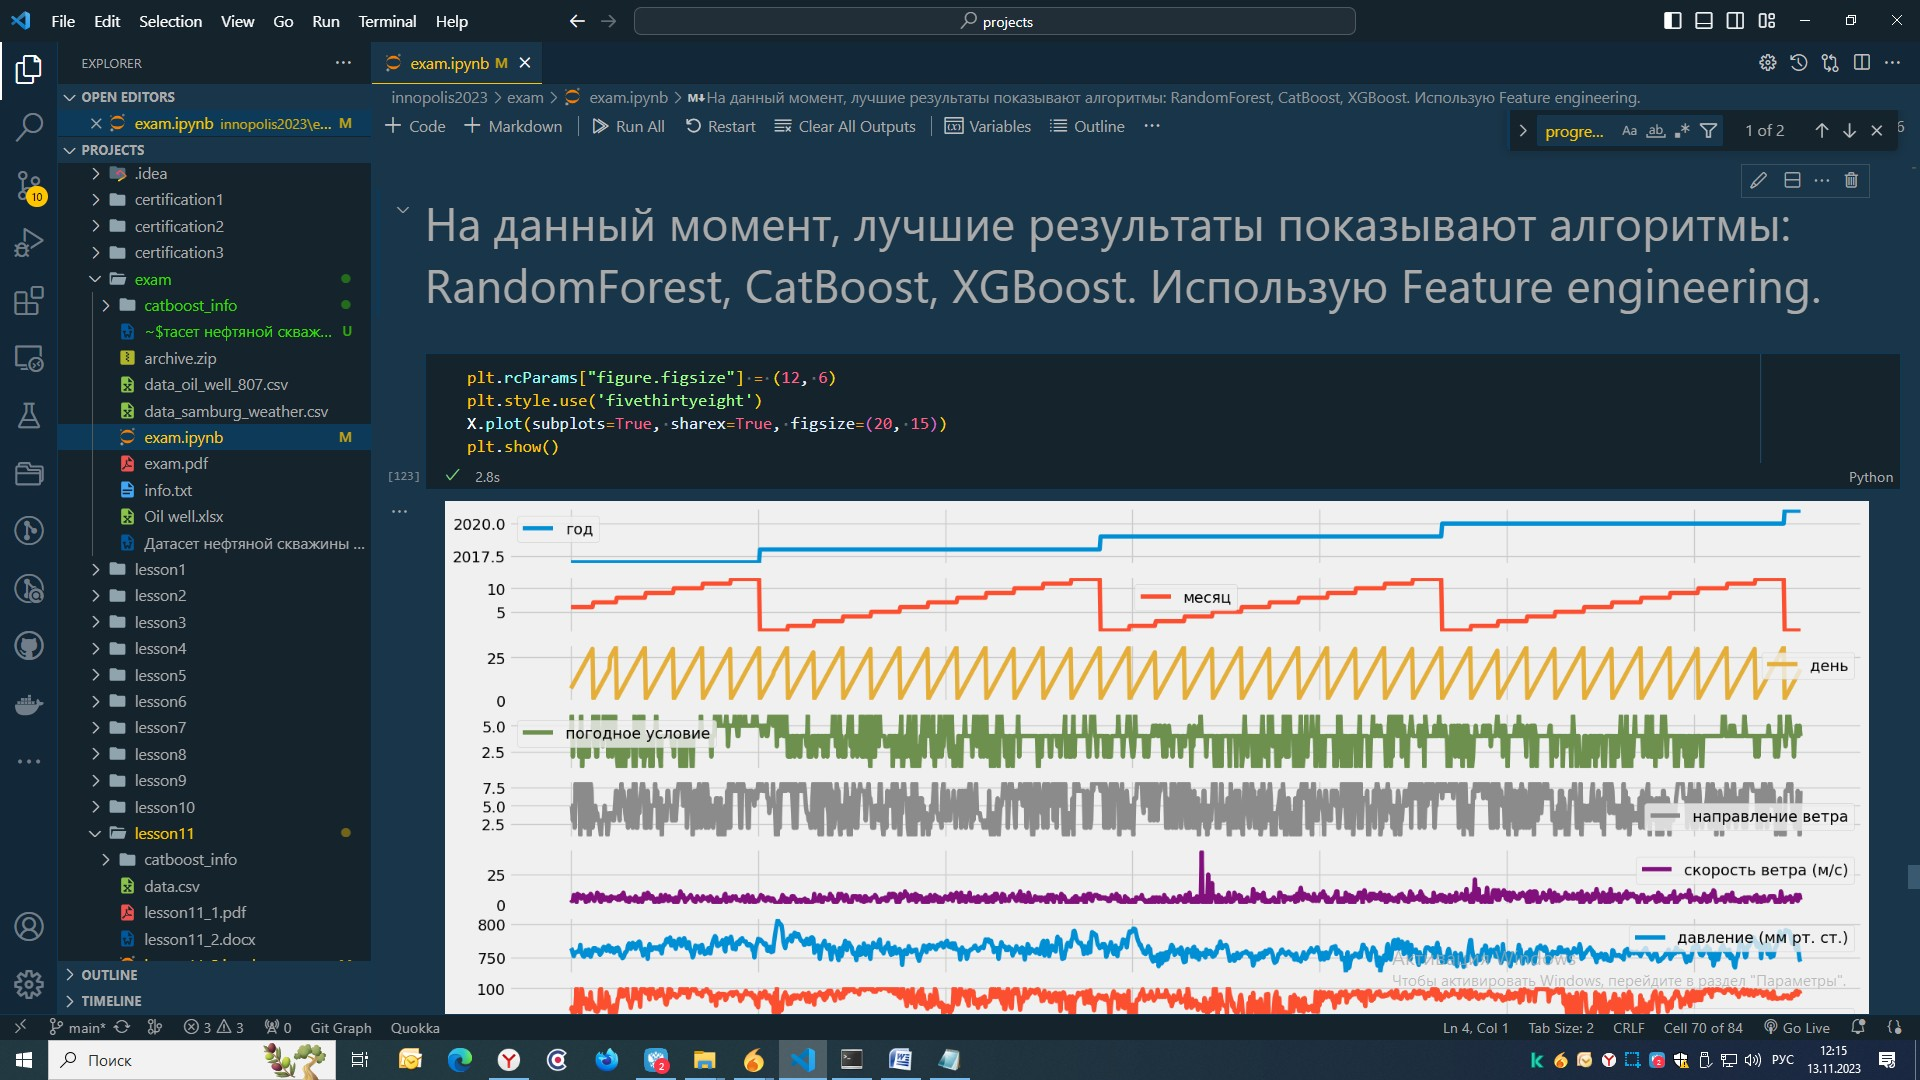 File Edit Selection View Go Run Terminal Help
projects
EXPLORER
exam.ipynb M
OPEN EDITORS
exam.ipynb innopolis2023\e... M
PROJECTS
.idea
certification1
certification2
certification3
exam
catboost_info
~$тасет нефтяной скваж... U
archive.zip
data_oil_well_807.csv
data_samburg_weather.csv
exam.ipynb M
exam.pdf
info.txt
Oil well.xlsx
Датасет нефтяной скважины ...
lesson1
lesson2
lesson3
lesson4
lesson5
lesson6
lesson7
lesson8
lesson9
lesson10
lesson11
catboost_info
data.csv
lesson11_1.pdf
lesson11_2.docx
OUTLINE
TIMELINE
10
innopolis2023 > exam > exam.ipynb > M↓На данный момент, лучшие результаты показывают алгоритмы: RandomForest, CatBoost, XGBoost. Использую Feature engineering.
+ Code + Markdown Run All Restart Clear All Outputs Variables Outline ...
progre... Aa ab 1 of 2
На данный момент, лучшие результаты показывают алгоритмы:
RandomForest, CatBoost, XGBoost. Использую Feature engineering.
plt.rcParams["figure.figsize"] = (12, 6)
plt.style.use('fivethirtyeight')
X.plot(subplots=True, sharex=True, figsize=(20, 15))
plt.show()
[123] 2.8s Python
2020.0
2017.5
год
10
5
месяц
25
0
день
5.0
2.5
погодное условие
7.5
5.0
2.5
направление ветра
25
0
скорость ветра (м/с)
800
750
давление (мм рт. ст.)
100
Активация Windows
Чтобы активировать Windows, перейдите в раздел "Параметры".
main* 3 3 0 Git Graph Quokka
Ln 4, Col 1 Tab Size: 2 CRLF Cell 70 of 84 Go Live
Поиск
РУС
12:15
13.11.2023